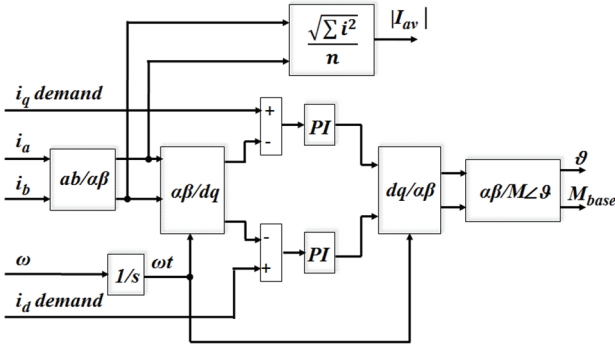 √∑ i²
n
|I_av|
i_q demand
+
-
PI
i_a
ab/αβ
αβ/dq
dq/αβ
αβ/M∠ϑ
ϑ
i_b
M_base
-
+
PI
ω
1/s
ωt
i_d demand